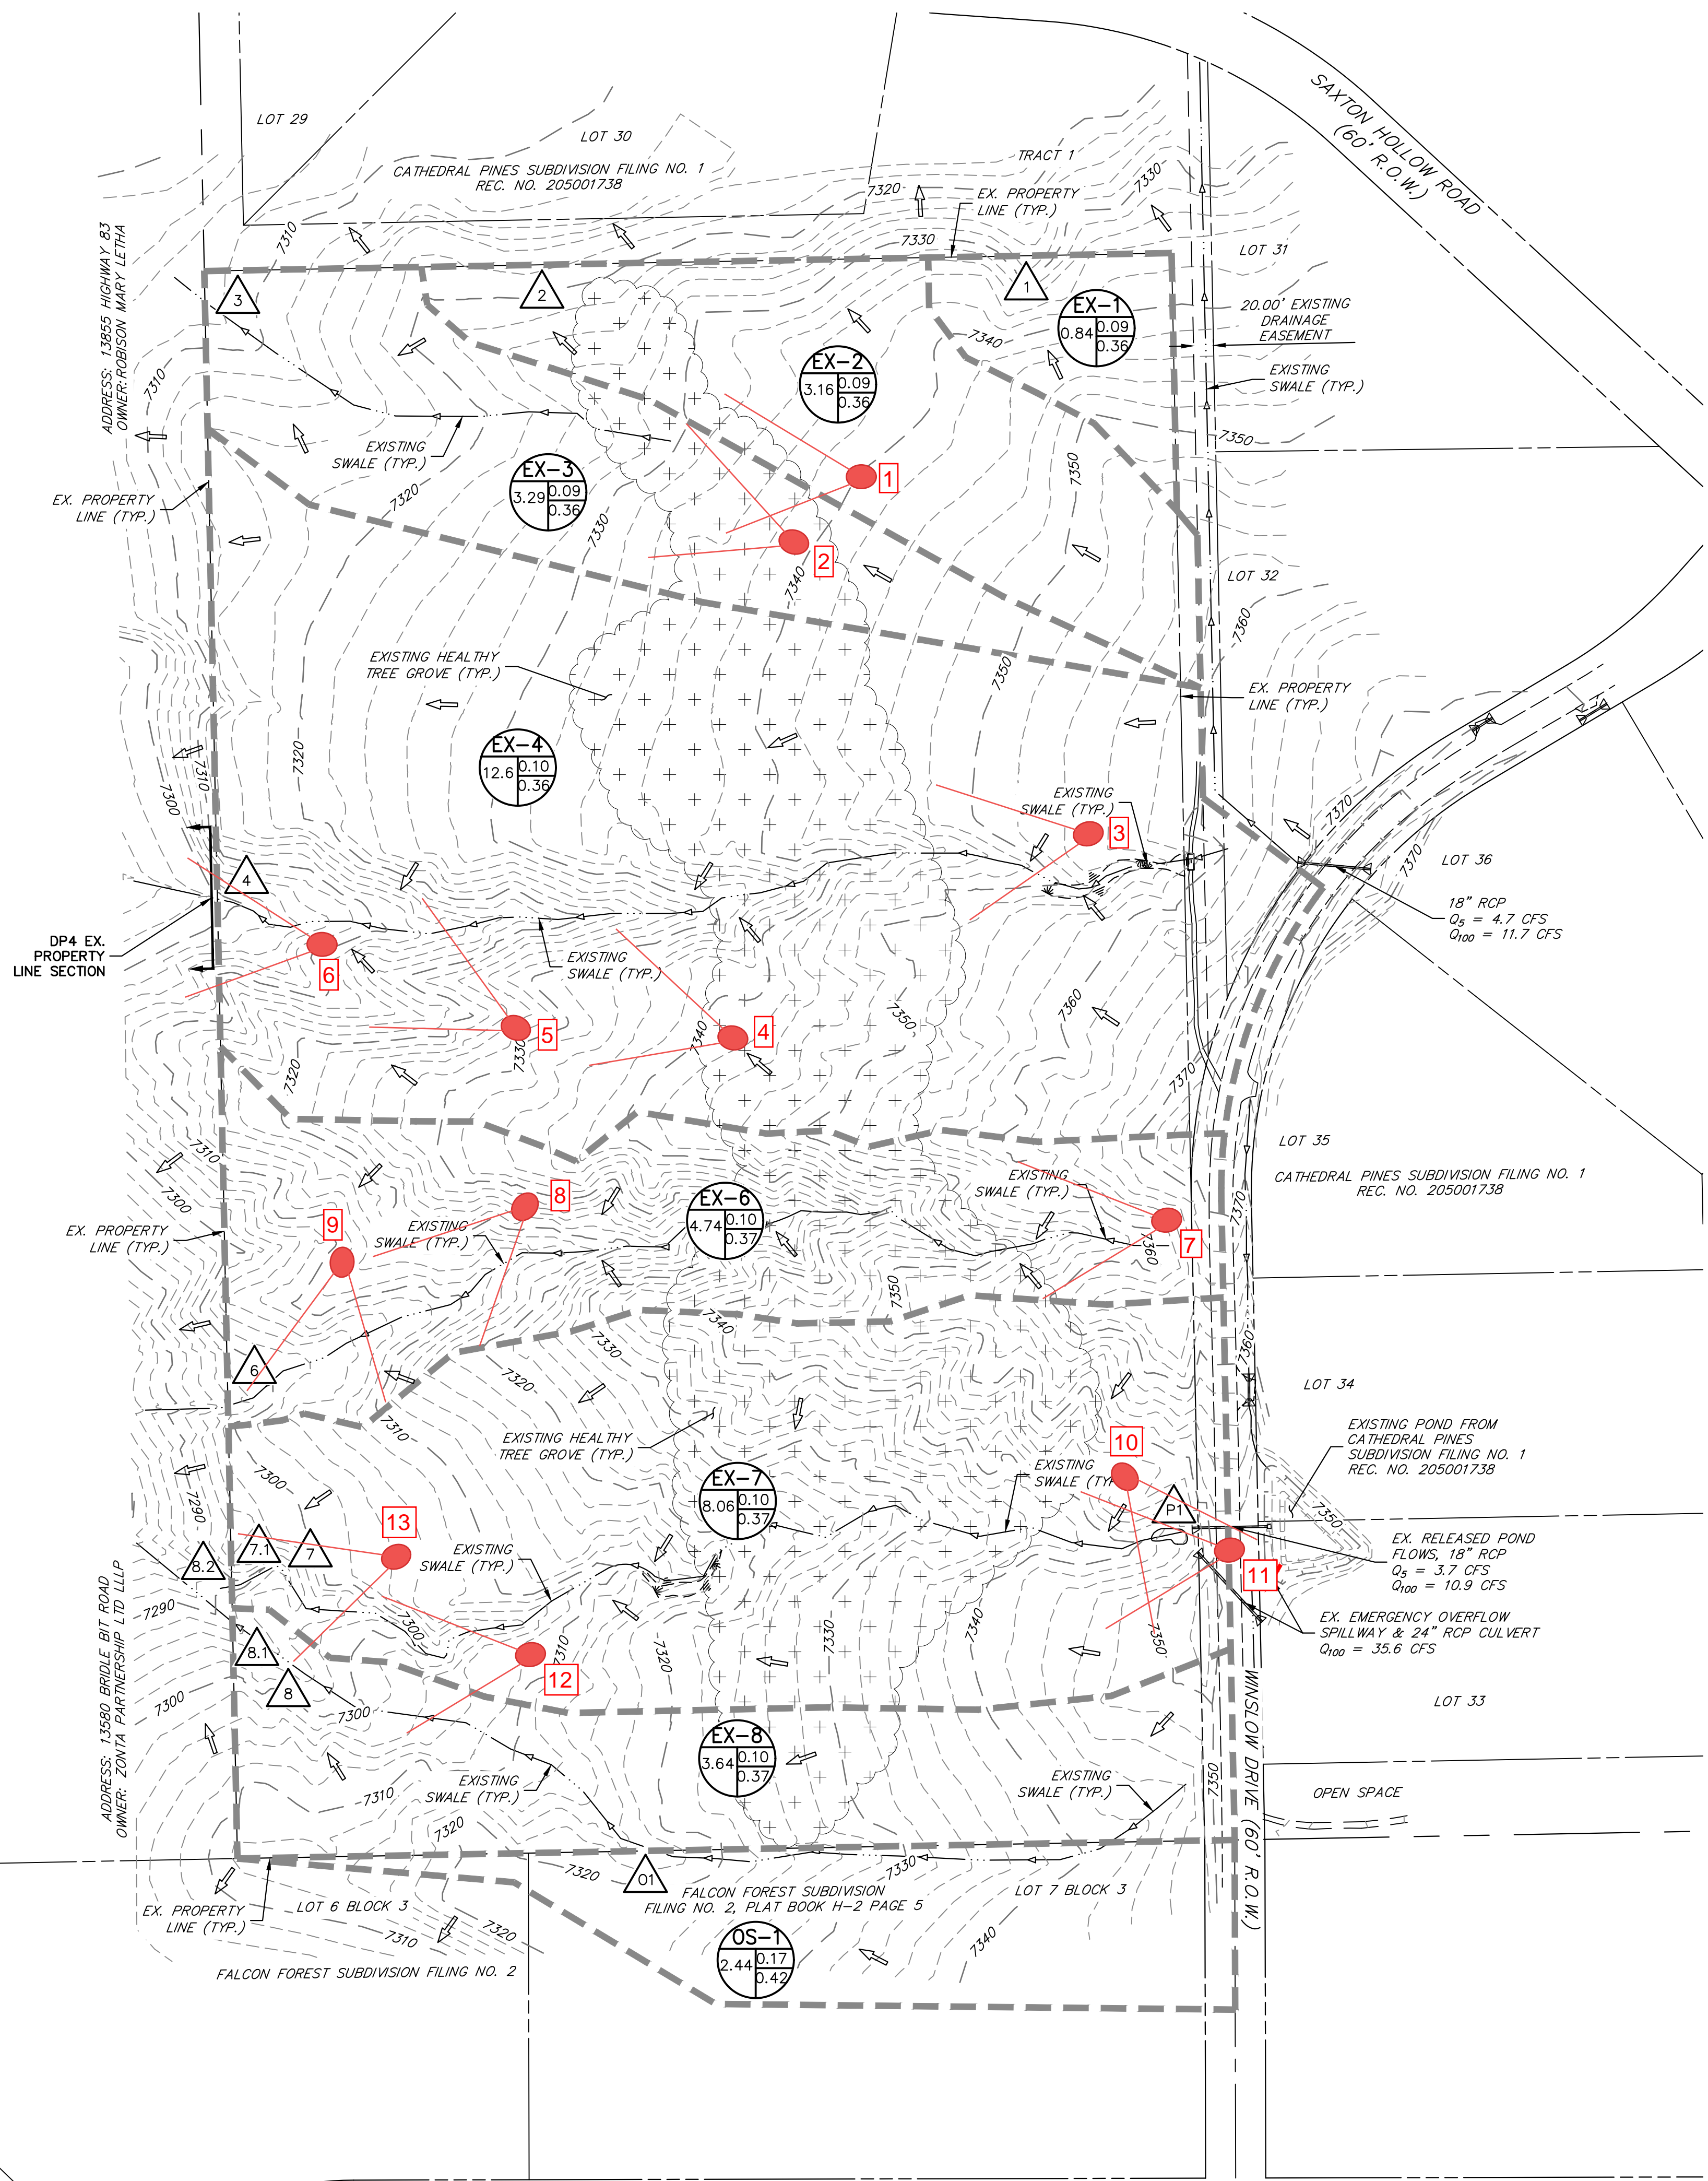 SAXTON HOLLOW ROAD
(60' R.O.W.)
LOT 29
LOT 30
CATHEDRAL PINES SUBDIVISION FILING NO. 1
REC. NO. 205001738
TRACT 1
7330
7320
EX. PROPERTY
LINE (TYP.)
7310
7330
LOT 31
ADDRESS: 13855 HIGHWAY 83
OWNER: ROBISON MARY LETHA
3
2
1
EX-1
0.84
0.09
0.36
20.00' EXISTING
DRAINAGE
EASEMENT
7340
EX-2
3.16
0.09
0.36
7310
EXISTING
SWALE (TYP.)
EXISTING
SWALE (TYP.)
7350
7350
EX-3
3.29
0.09
0.36
1
EX. PROPERTY
LINE (TYP.)
7320
7330
2
7340
LOT 32
7360
EXISTING HEALTHY
TREE GROVE (TYP.)
7350
EX. PROPERTY
LINE (TYP.)
7320
EX-4
12.6
0.10
0.36
7310
7300
EXISTING
SWALE (TYP.)
3
7370
7370
LOT 36
4
18" RCP
Q5 = 4.7 CFS
Q100 = 11.7 CFS
DP4 EX.
PROPERTY
LINE SECTION
6
EXISTING
SWALE (TYP.)
5
4
7330
7340
7350
7360
7370
7320
7310
7300
LOT 35
CATHEDRAL PINES SUBDIVISION FILING NO. 1
REC. NO. 205001738
EXISTING
SWALE (TYP.)
8
EX-6
4.74
0.10
0.37
7370
EX. PROPERTY
LINE (TYP.)
9
EXISTING
SWALE (TYP.)
7
7360
7350
7340
7330
7360
6
7320
LOT 34
7310
EXISTING HEALTHY
TREE GROVE (TYP.)
EXISTING POND FROM
CATHEDRAL PINES
SUBDIVISION FILING NO. 1
REC. NO. 205001738
10
EXISTING
SWALE (TYP
7300
7290
EX-7
8.06
0.10
0.37
P1
7350
13
EX. RELEASED POND
FLOWS, 18" RCP
Q5 = 3.7 CFS
Q100 = 10.9 CFS
7.1
7
8.2
EXISTING
SWALE (TYP.)
11
ADDRESS: 13580 BRIDLE BIT ROAD
OWNER: ZONTA PARTNERSHIP LTD LLLP
7290
7300
EX. EMERGENCY OVERFLOW
SPILLWAY & 24" RCP CULVERT
Q100 = 35.6 CFS
8.1
8
7310
12
7320
7330
7340
7350
7300
7300
LOT 33
WINSLOW DRIVE (60' R.O.W.)
EX-8
3.64
0.10
0.37
EXISTING
SWALE (TYP.)
EXISTING
SWALE (TYP.)
7350
OPEN SPACE
7310
7320
7320
O1
7330
FALCON FOREST SUBDIVISION
FILING NO. 2, PLAT BOOK H-2 PAGE 5
LOT 7 BLOCK 3
EX. PROPERTY
LINE (TYP.)
LOT 6 BLOCK 3
7310
7320
OS-1
2.44
0.17
0.42
7340
FALCON FOREST SUBDIVISION FILING NO. 2